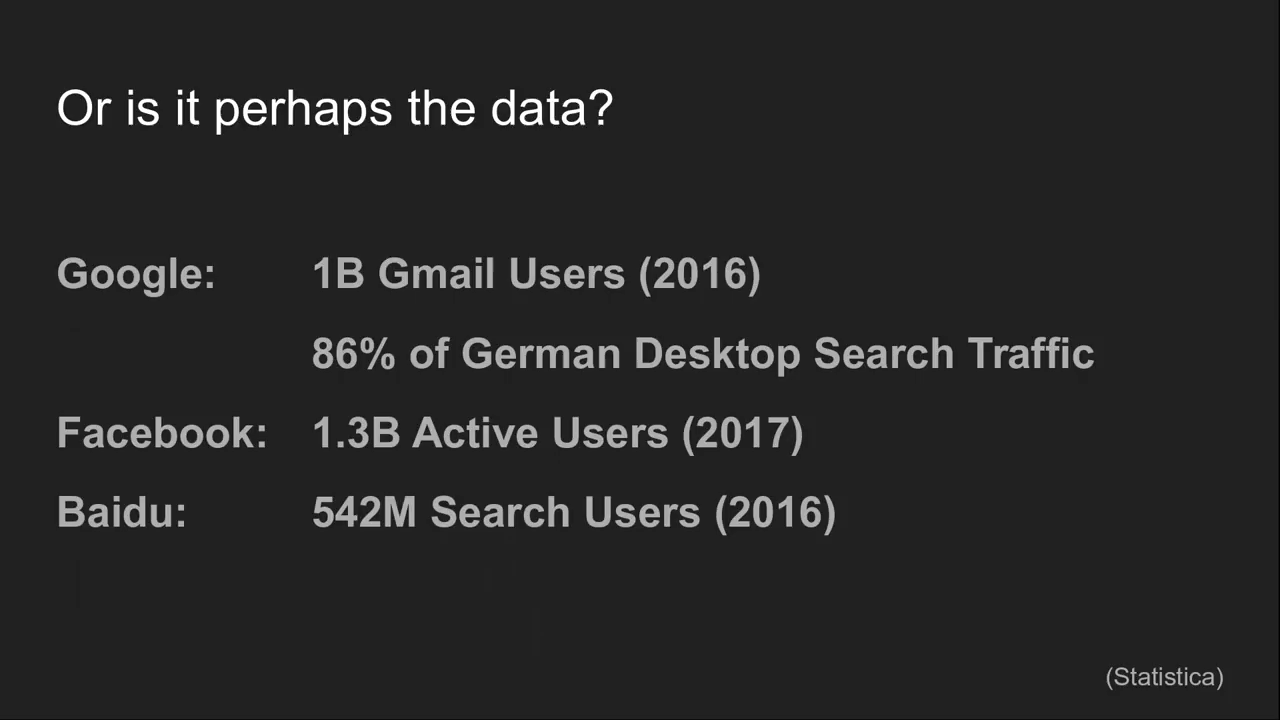 Or is it perhaps the data?
Google: 1B Gmail Users (2016)
86% of German Desktop Search Traffic
Facebook: 1.3B Active Users (2017)
Baidu: 542M Search Users (2016)
(Statistica)